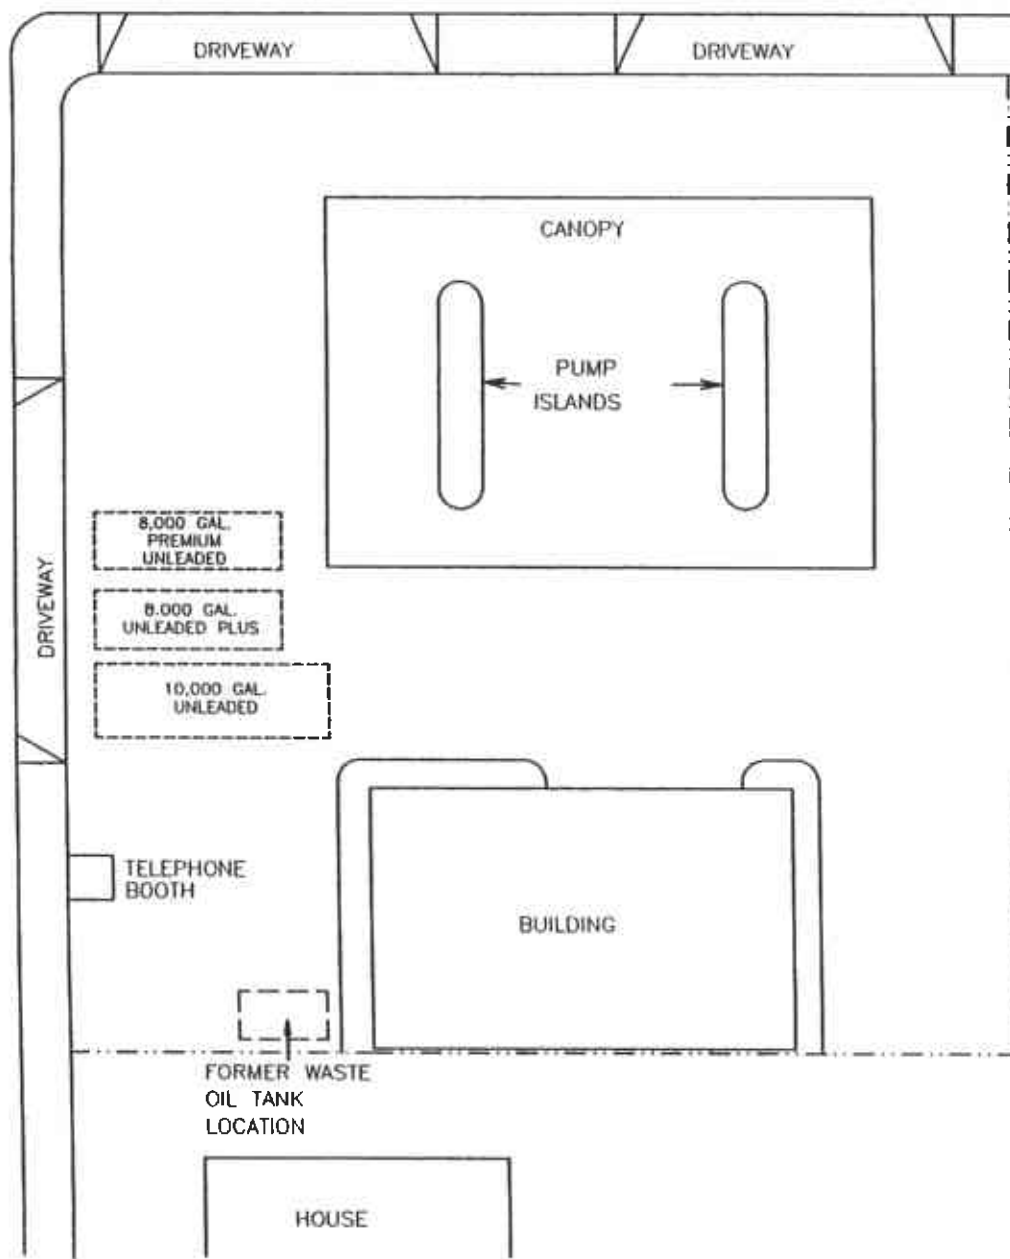 DRIVEWAY
DRIVEWAY
CANOPY
PUMP
ISLANDS
8,000 GAL.
PREMIUM
UNLEADED
8.000 GAL.
UNLEADED PLUS
10,000 GAL.
UNLEADED
DRIVEWAY
TELEPHONE
BOOTH
BUILDING
FORMER WASTE
OIL TANK
LOCATION
HOUSE